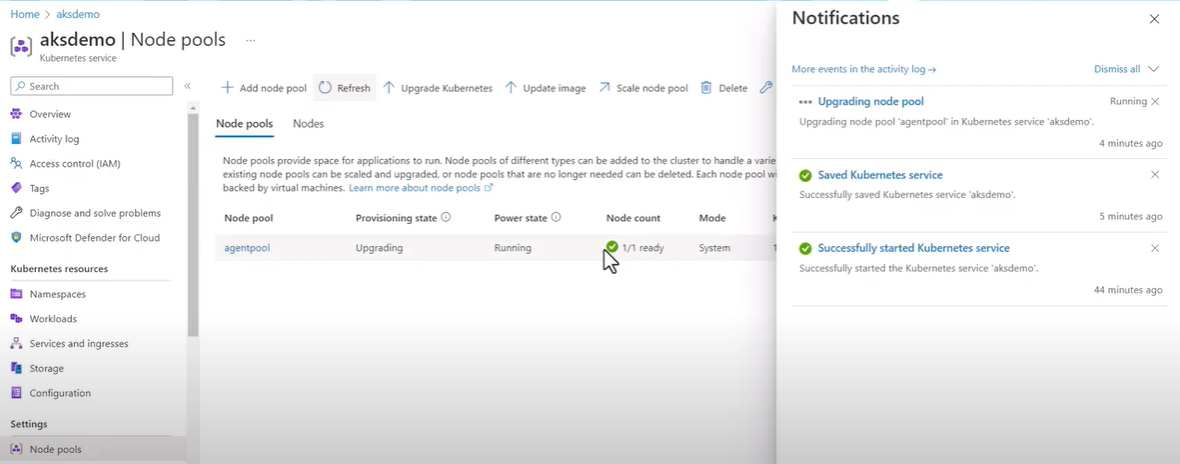 Home > aksdemo
aksdemo | Node pools ...
Kubernetes service
Search
«
Overview
Activity log
Access control (IAM)
Tags
Diagnose and solve problems
Microsoft Defender for Cloud
Kubernetes resources
Namespaces
Workloads
Services and ingresses
Storage
Configuration
Settings
Node pools
Add node pool Refresh Upgrade Kubernetes Update image Scale node pool Delete
Node pools Nodes
Node pools provide space for applications to run. Node pools of different types can be added to the cluster to handle a varie
existing node pools can be scaled and upgraded, or node pools that are no longer needed can be deleted. Each node pool wi
backed by virtual machines. Learn more about node pools
Node pool Provisioning state Power state Node count Mode K
agentpool Upgrading Running 1/1 ready System 1
Notifications
More events in the activity log → Dismiss all
Upgrading node pool Running
Upgrading node pool 'agentpool' in Kubernetes service 'aksdemo'.
4 minutes ago
Saved Kubernetes service
Successfully saved Kubernetes service 'aksdemo'.
5 minutes ago
Successfully started Kubernetes service
Successfully started the Kubernetes service 'aksdemo'.
44 minutes ago